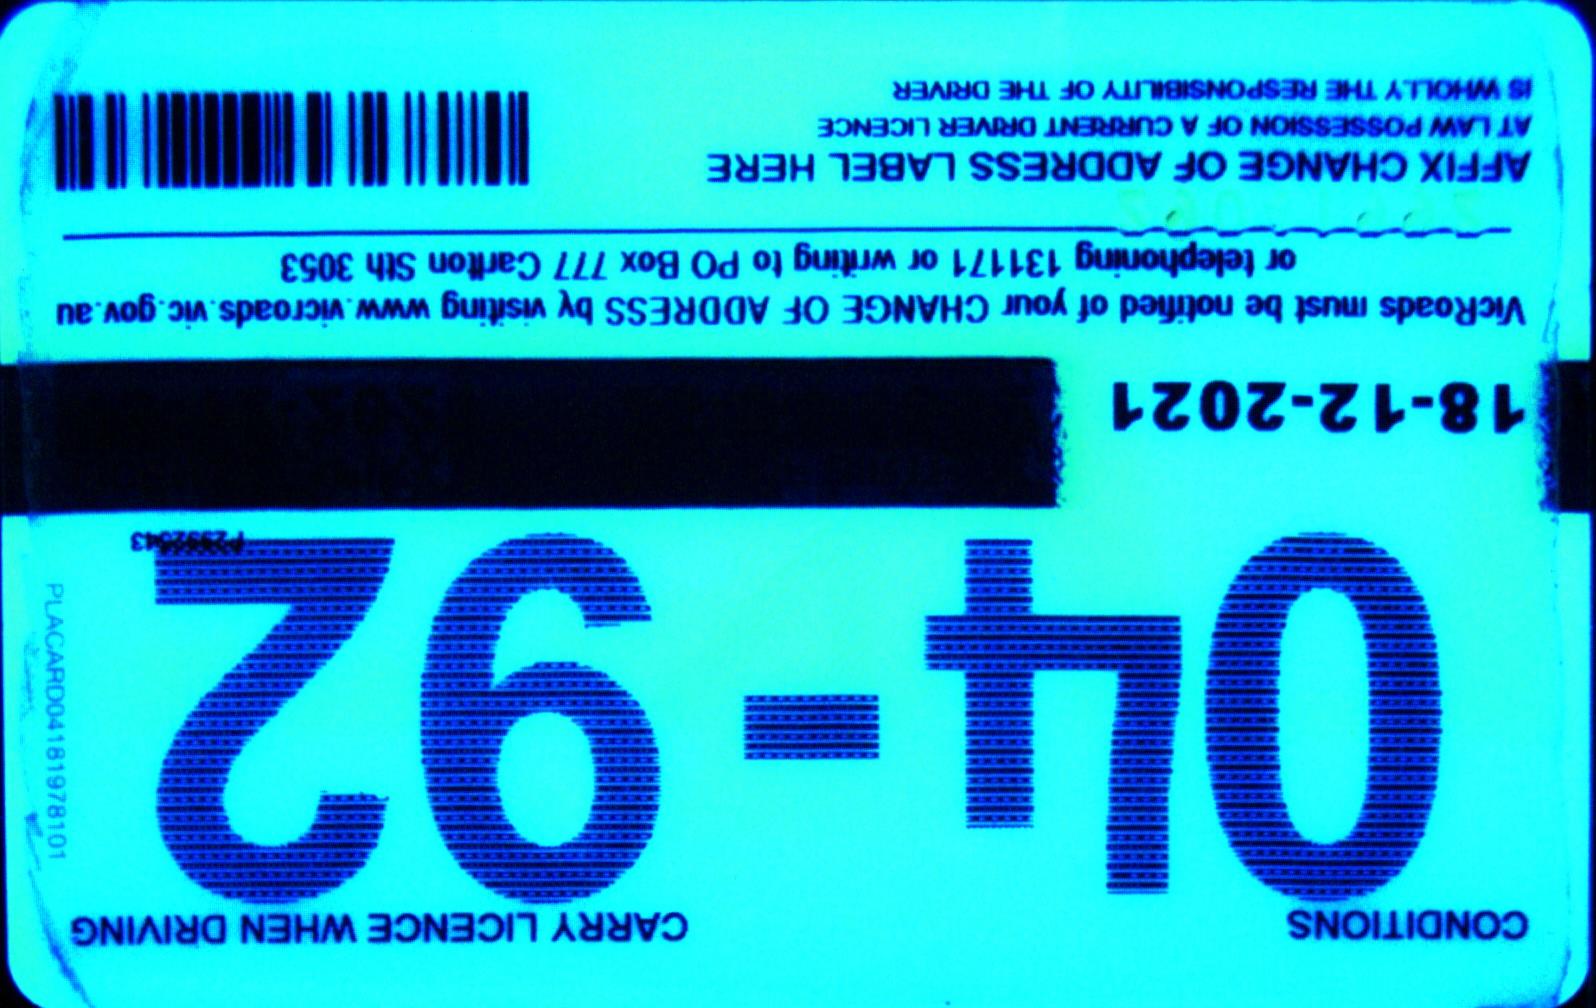 CONDITIONS CARRY LICENCE WHEN DRIVING
04-92
PLACARD04181978101
18-12-2021
VicRoads must be notified of your CHANGE OF ADDRESS by visiting www.vicroads.vic.gov.au
or telephoning 131171 or writing to PO Box 777 Carlton Sth 3053
AFFIX CHANGE OF ADDRESS LABEL HERE
AT LAW POSSESSION OF A CURRENT DRIVER LICENCE
IS WHOLLY THE RESPONSIBILITY OF THE DRIVER